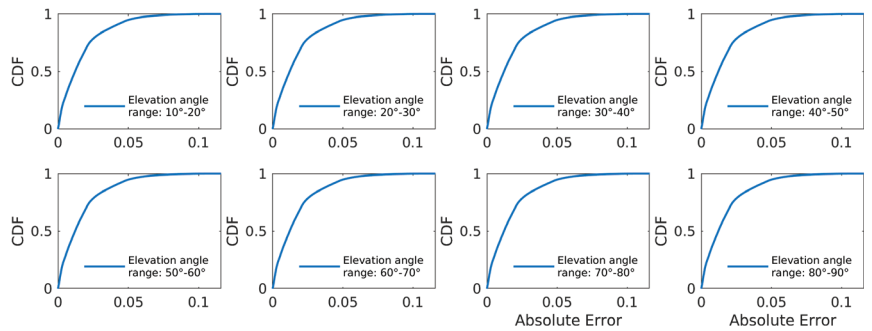 1 1 1 1
CDF 0.5 CDF 0.5 CDF 0.5 CDF 0.5
Elevation angle Elevation angle Elevation angle Elevation angle
range: 10°-20° range: 20°-30° range: 30°-40° range: 40°-50°
0 0 0 0
0 0.05 0.1 0 0.05 0.1 0 0.05 0.1 0 0.05 0.1
1 1 1 1
CDF 0.5 CDF 0.5 CDF 0.5 CDF 0.5
Elevation angle Elevation angle Elevation angle Elevation angle
range: 50°-60° range: 60°-70° range: 70°-80° range: 80°-90°
0 0 0 0
0 0.05 0.1 0 0.05 0.1 0 0.05 0.1 0 0.05 0.1
Absolute Error Absolute Error